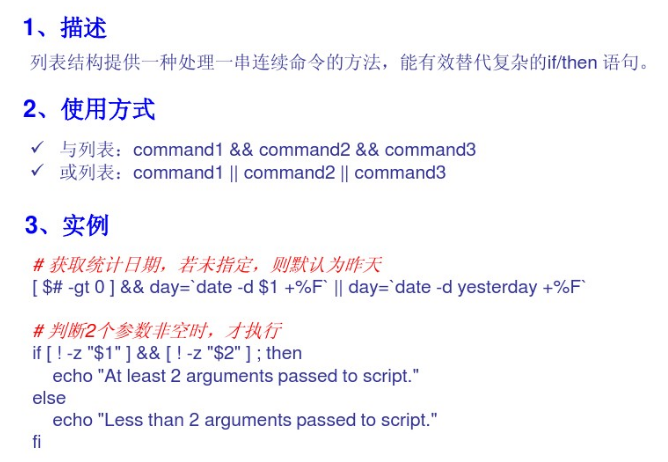 1、描述
列表结构提供一种处理一串连续命令的方法，能有效替代复杂的if/then 语句。
2、使用方式
✓ 与列表：command1 && command2 && command3
✓ 或列表：command1 || command2 || command3
3、实例
# 获取统计日期，若未指定，则默认为昨天
[ $# -gt 0 ] && day=`date -d $1 +%F` || day=`date -d yesterday +%F`
# 判断2个参数非空时，才执行
if [ ! -z "$1" ] && [ ! -z "$2" ] ; then
echo "At least 2 arguments passed to script."
else
echo "Less than 2 arguments passed to script."
fi